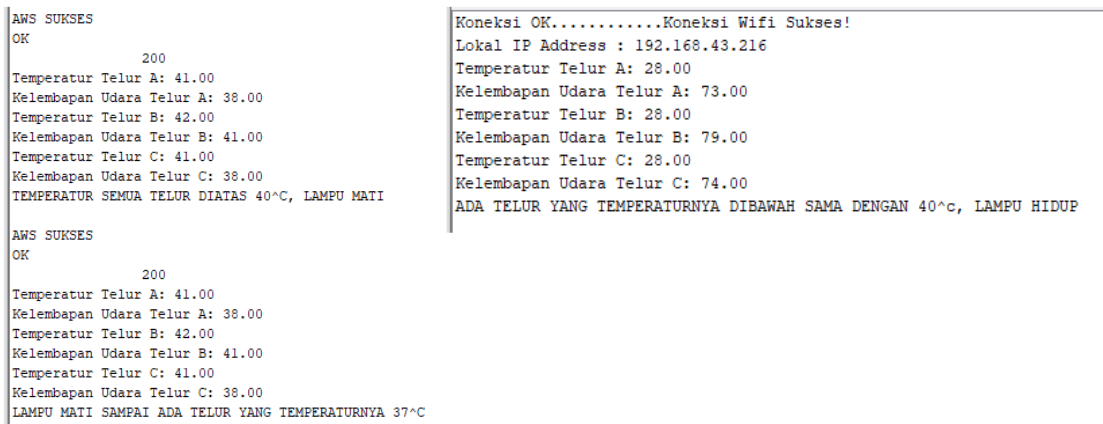 AWS SUKSES
OK
200
Temperatur Telur A: 41.00
Kelembapan Udara Telur A: 38.00
Temperatur Telur B: 42.00
Kelembapan Udara Telur B: 41.00
Temperatur Telur C: 41.00
Kelembapan Udara Telur C: 38.00
TEMPERATUR SEMUA TELUR DIATAS 40^C, LAMPU MATI
AWS SUKSES
OK
200
Temperatur Telur A: 41.00
Kelembapan Udara Telur A: 38.00
Temperatur Telur B: 42.00
Kelembapan Udara Telur B: 41.00
Temperatur Telur C: 41.00
Kelembapan Udara Telur C: 38.00
LAMPU MATI SAMPAI ADA TELUR YANG TEMPERATURNYA 37^C
Koneksi OK............Koneksi Wifi Sukses!
Lokal IP Address : 192.168.43.216
Temperatur Telur A: 28.00
Kelembapan Udara Telur A: 73.00
Temperatur Telur B: 28.00
Kelembapan Udara Telur B: 79.00
Temperatur Telur C: 28.00
Kelembapan Udara Telur C: 74.00
ADA TELUR YANG TEMPERATURNYA DIBAWAH SAMA DENGAN 40^c, LAMPU HIDUP